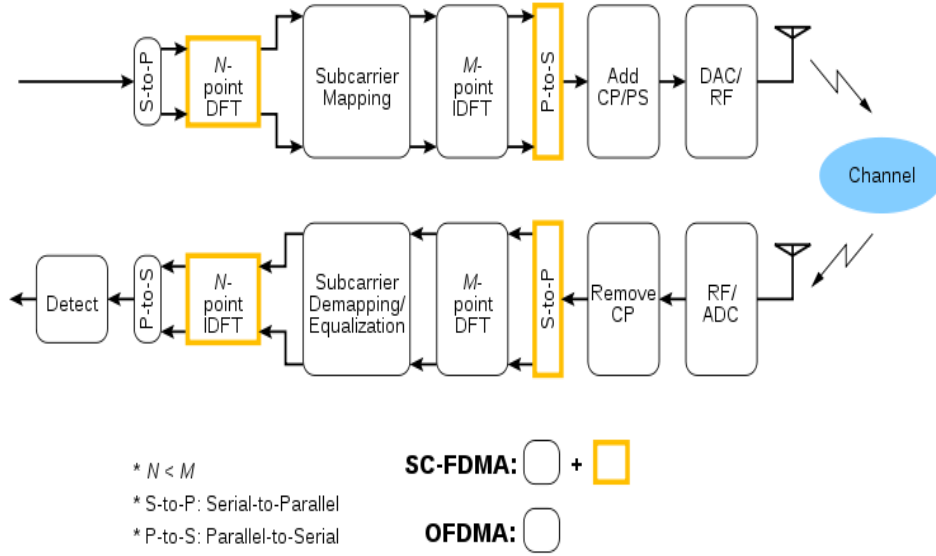 S-to-P
N-
point
DFT
Subcarrier
Mapping
M-
point
IDFT
P-to-S
Add
CP/PS
DAC/
RF
Channel
Detect
P-to-S
N-
point
IDFT
Subcarrier
Demapping/
Equalization
M-
point
DFT
S-to-P
Remove
CP
RF/
ADC
* N < M
* S-to-P: Serial-to-Parallel
* P-to-S: Parallel-to-Serial
SC-FDMA: +
OFDMA: